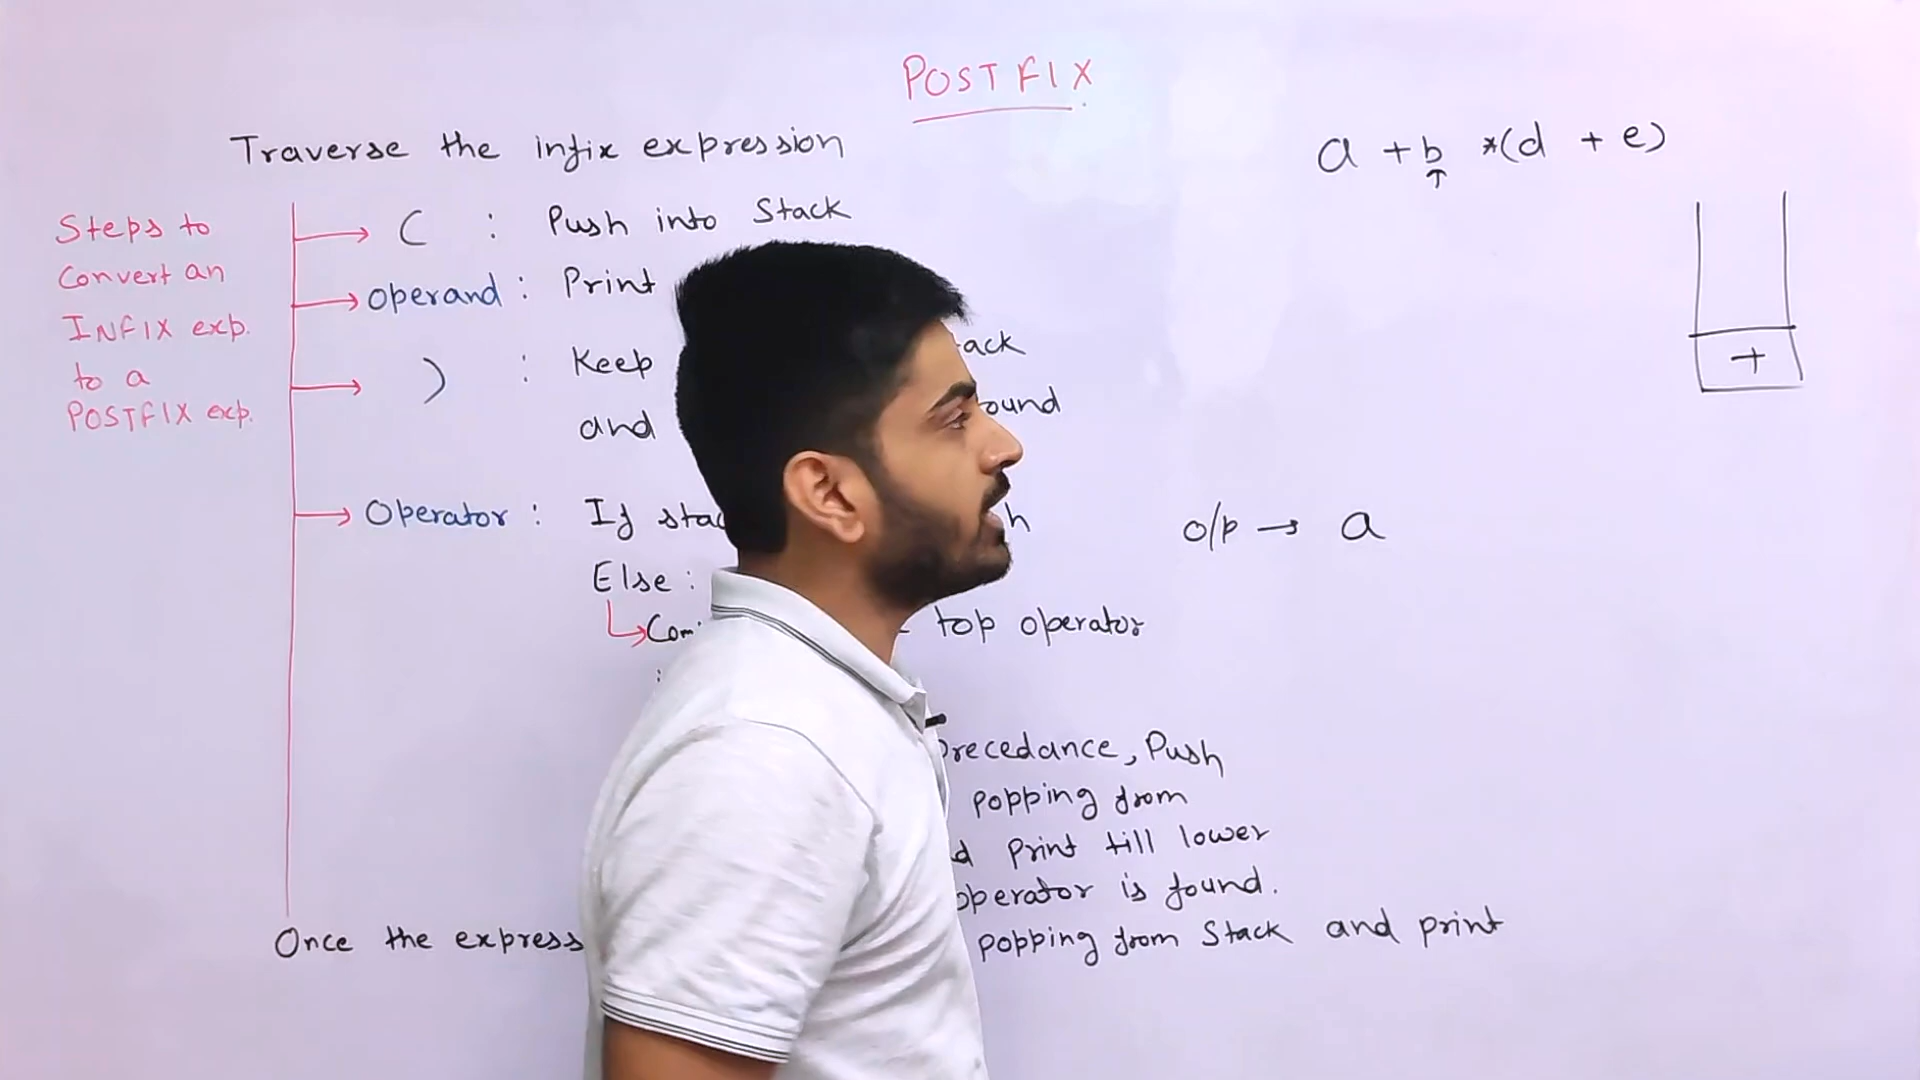 POSTFIX
Traverse the infix expression
a + b *(d + e)
↑
Steps to
Convert an
INFIX exp.
to a
POSTFIX exp.
( : Push into Stack
operand : Print
) : Keep ack
and ound
+
Operator : If stac h
Else :
Com top operator
:
precedance, Push
popping from
d Print till lower
operator is found.
Once the express popping from Stack and print
o/p → a